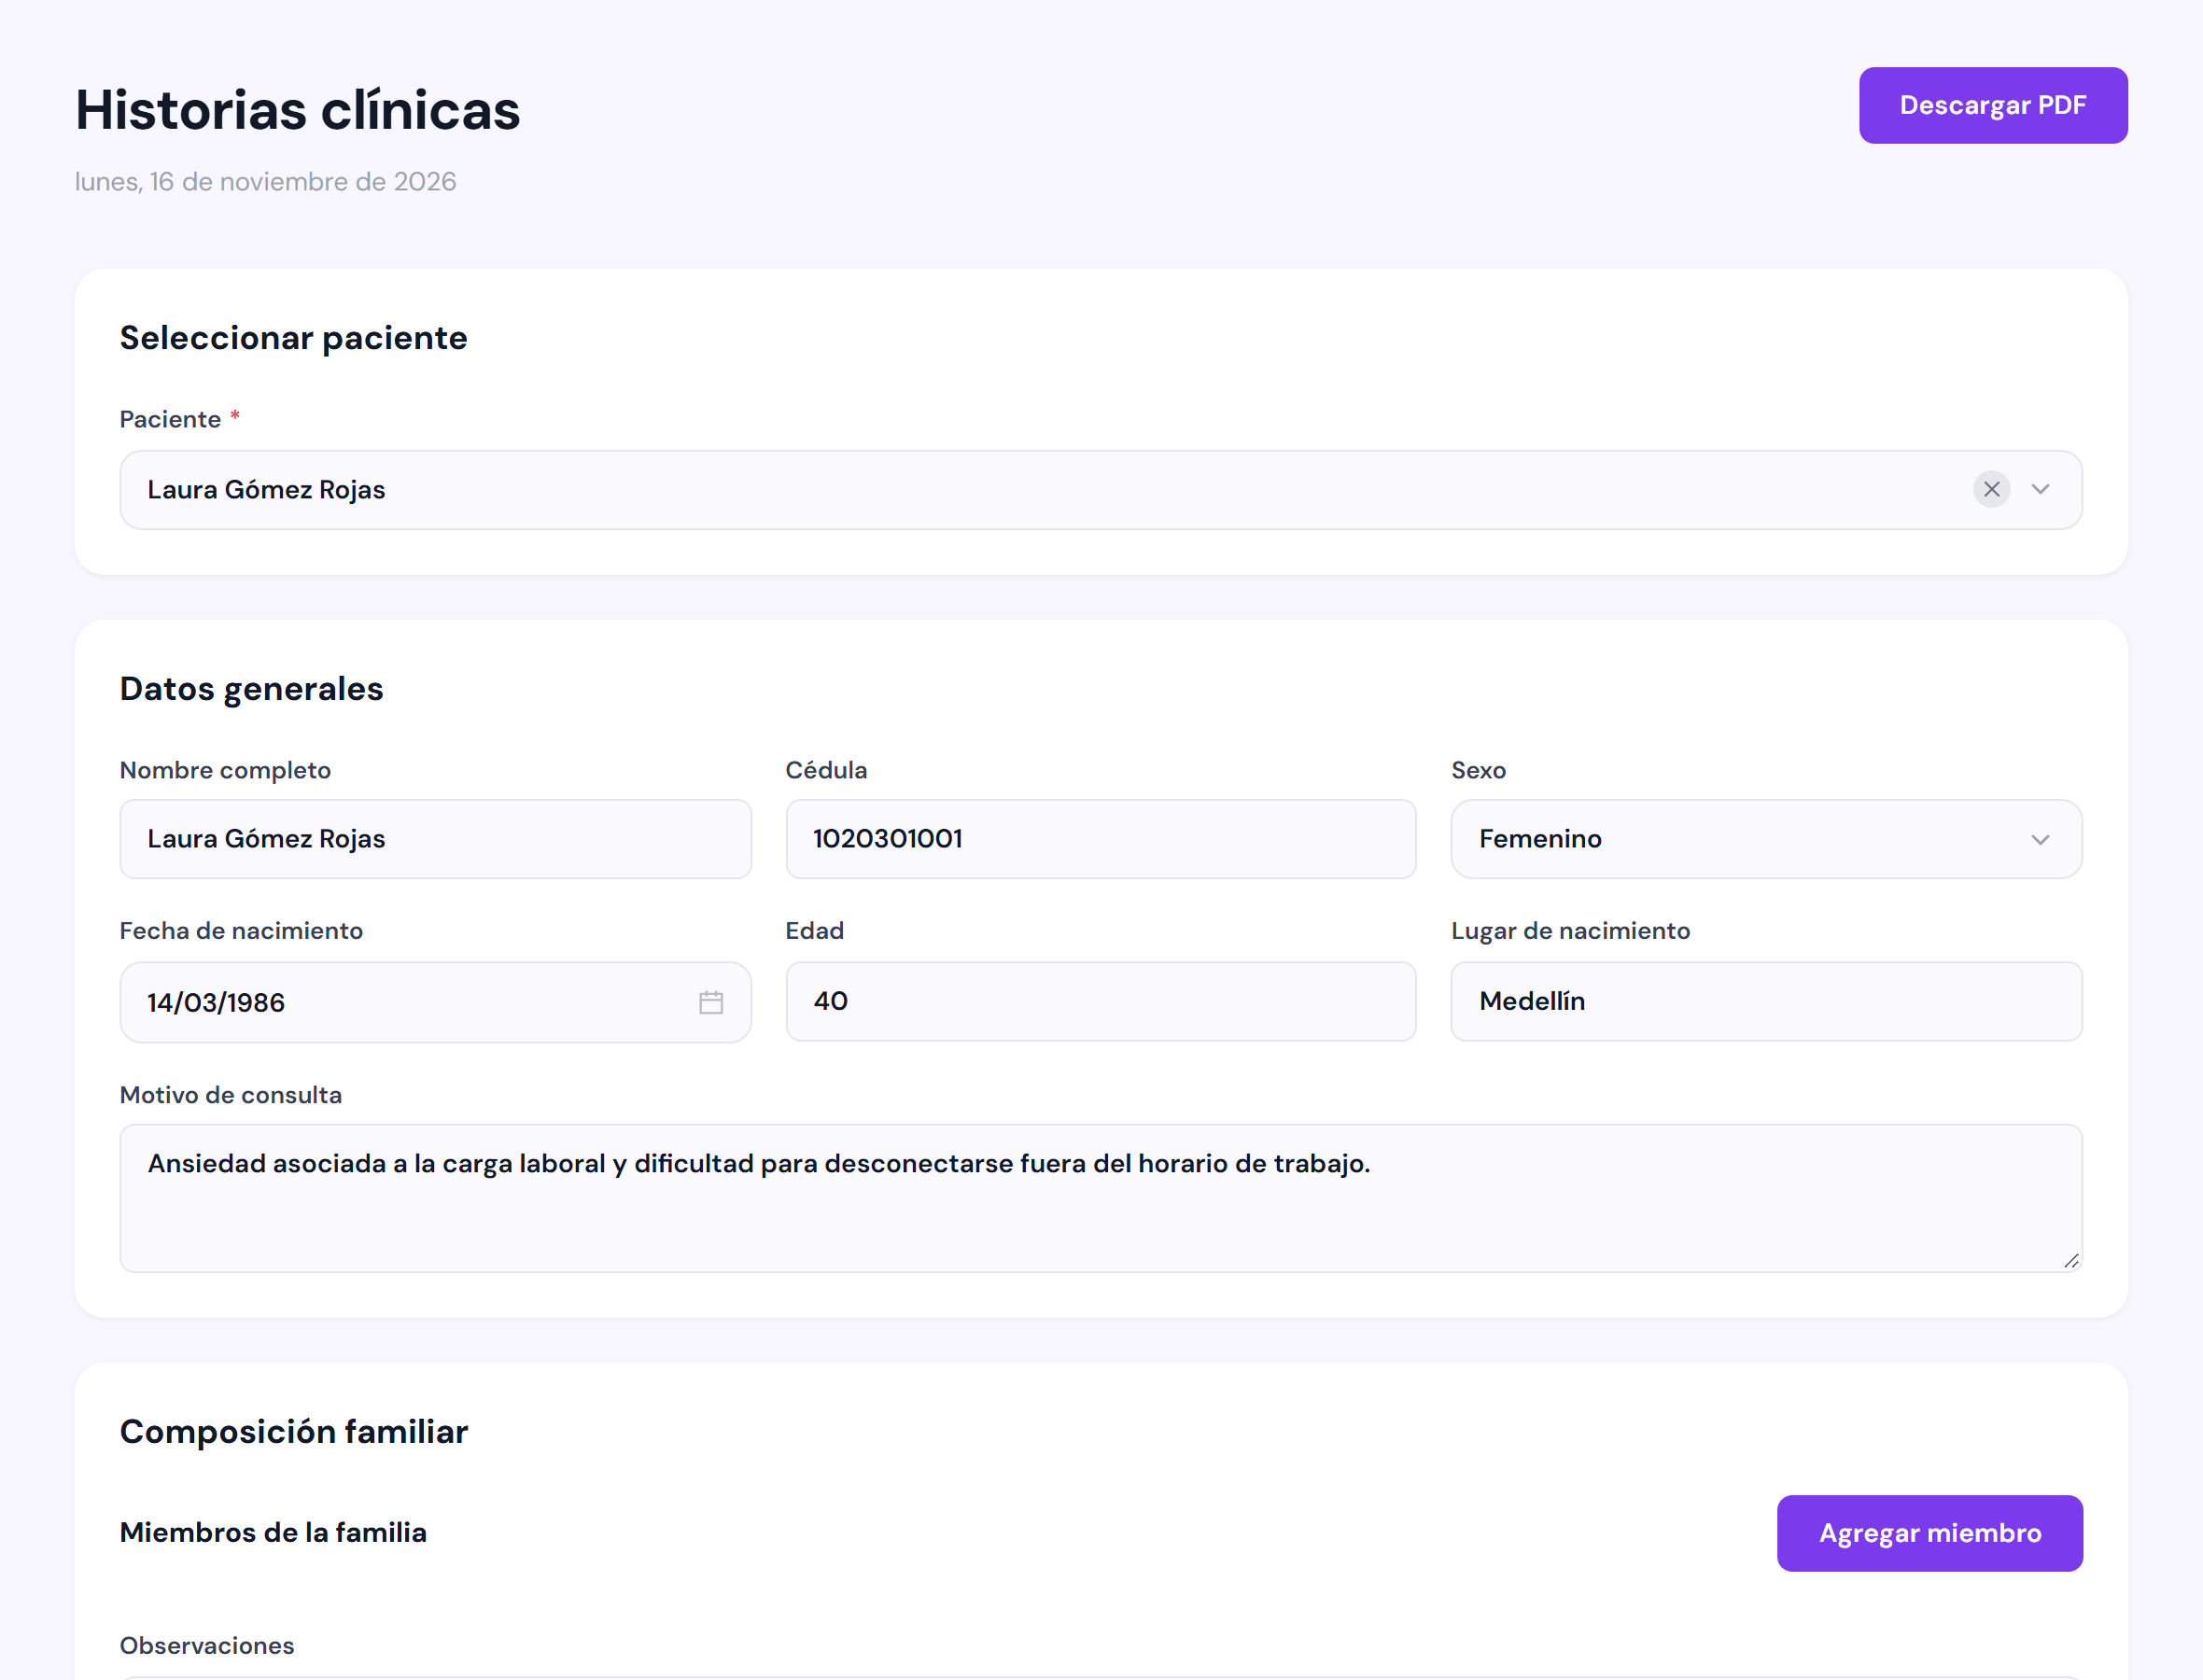 Historias clínicas
Descargar PDF
lunes, 16 de noviembre de 2026
Seleccionar paciente
Paciente *
Laura Gómez Rojas
Datos generales
Nombre completo
Cédula
Sexo
Laura Gómez Rojas
1020301001
Femenino
Fecha de nacimiento
Edad
Lugar de nacimiento
14/03/1986
40
Medellín
Motivo de consulta
Ansiedad asociada a la carga laboral y dificultad para desconectarse fuera del horario de trabajo.
Composición familiar
Miembros de la familia
Agregar miembro
Observaciones